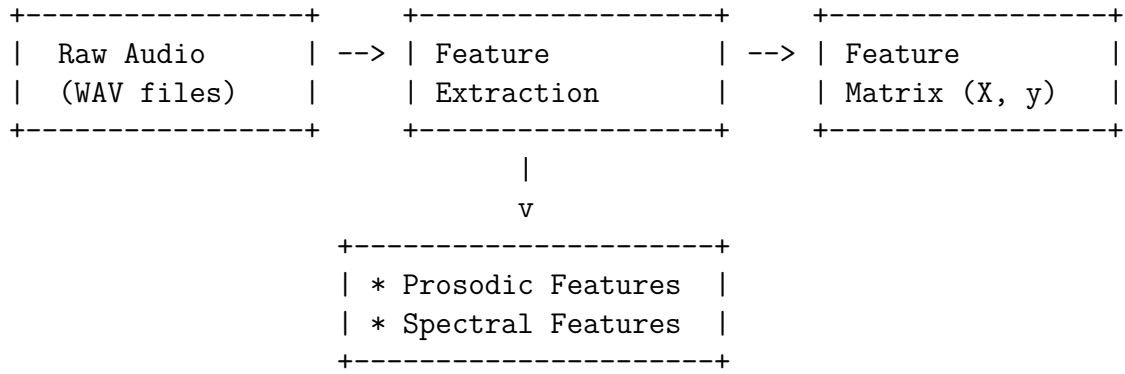 +-----------------+     +------------------+     +-----------------+
|  Raw Audio      | --> | Feature          | --> | Feature         |
|  (WAV files)    |     | Extraction       |     | Matrix (X, y)   |
+-----------------+     +------------------+     +-----------------+
                               |
                               v
                    +-----------------------+
                    | * Prosodic Features  |
                    | * Spectral Features  |
                    +-----------------------+